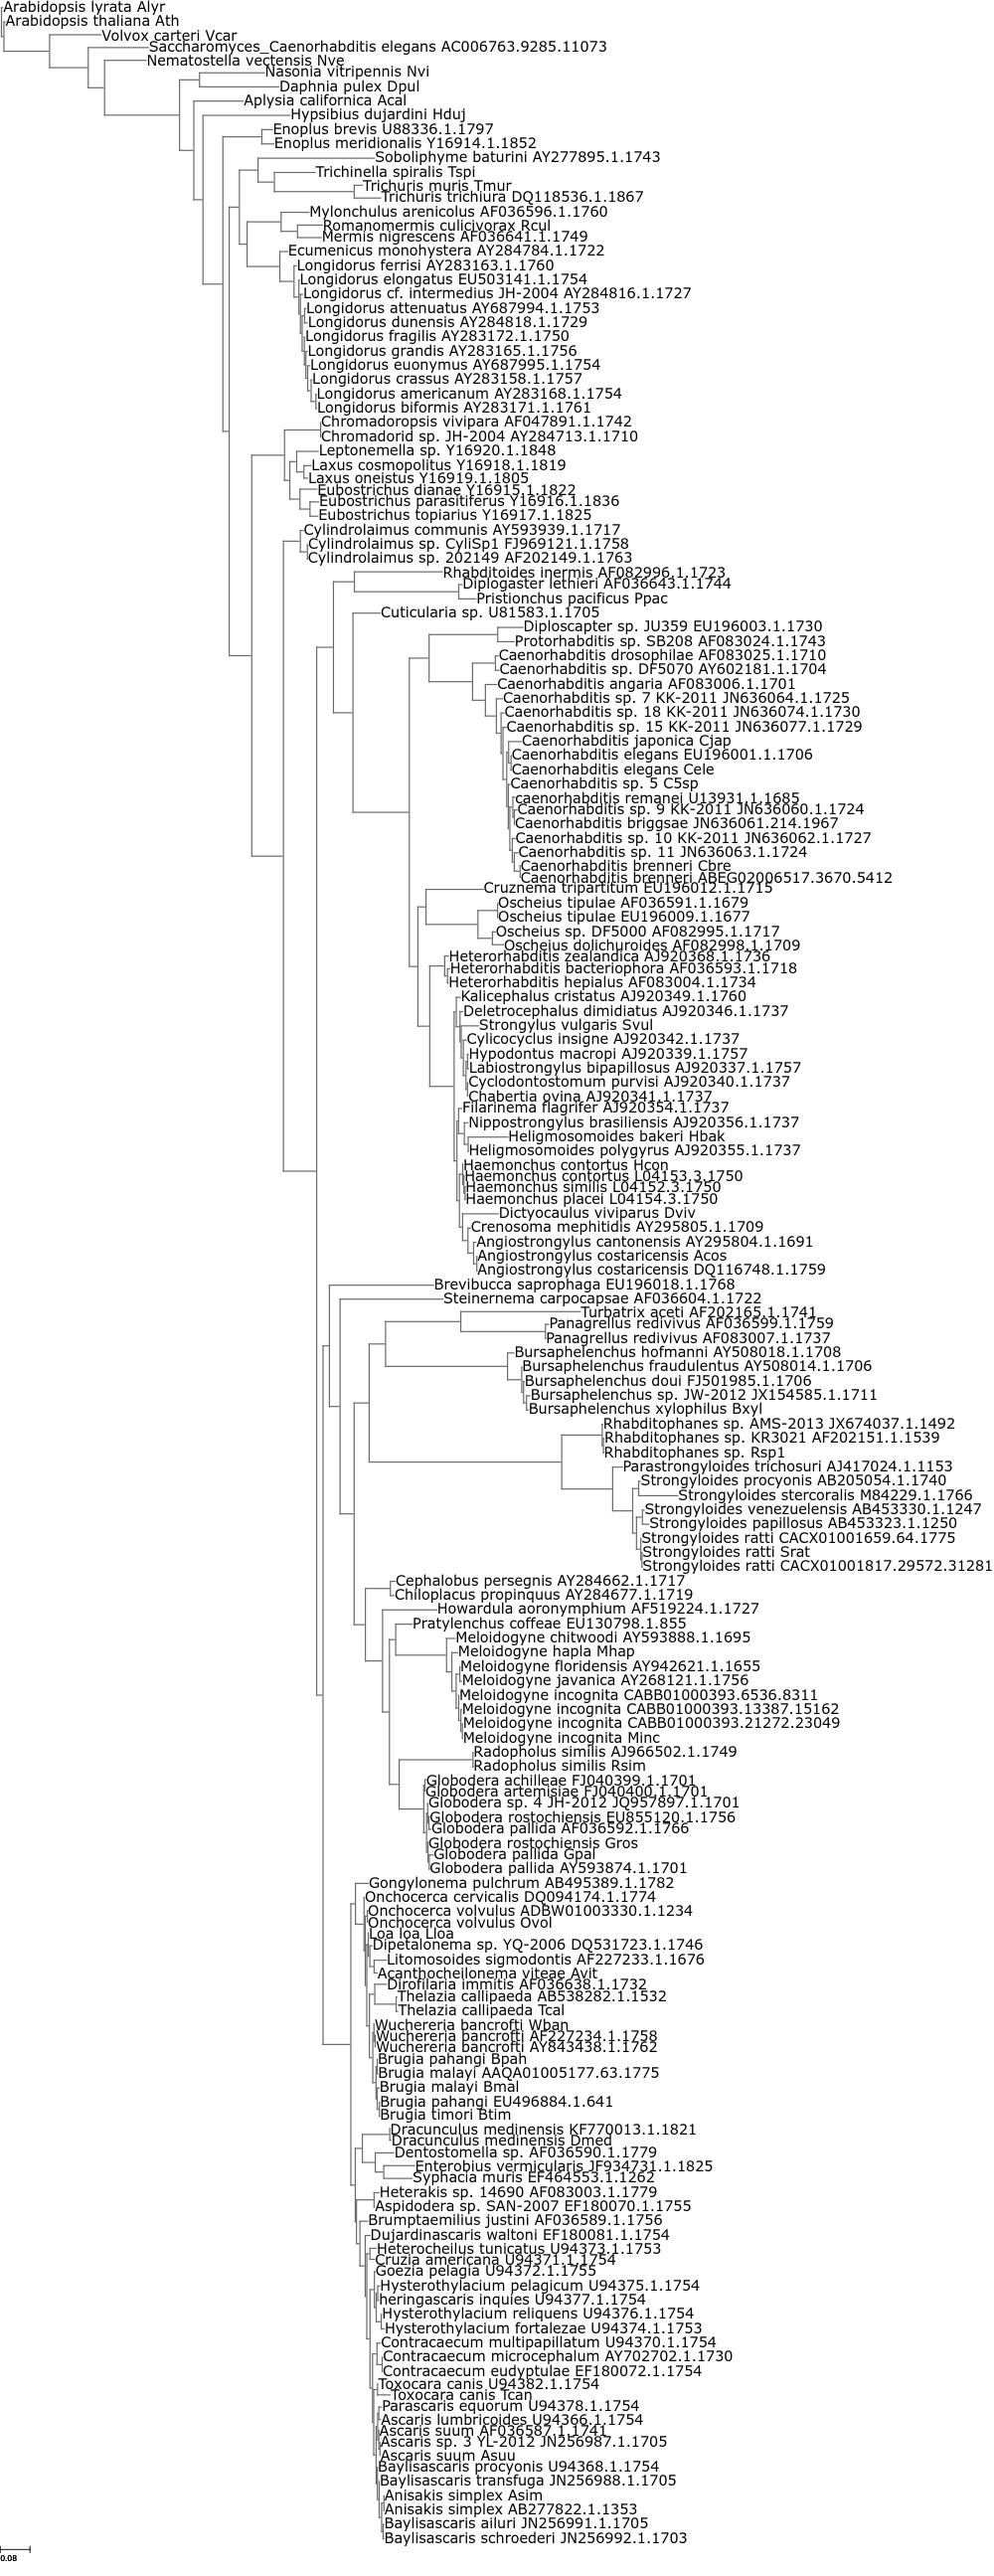 Arabidopsis lyrata Alyr
Arabidopsis thaliana Ath
Volvox carteri Vcar
Saccharomyces_Caenorhabditis elegans AC006763.9285.11073
Nematostella vectensis Nve
Nasonia vitripennis Nvi
Daphnia pulex Dpul
Aplysia californica Acal
Hypsibius dujardini Hduj
Enoplus brevis U88336.1.1797
Enoplus meridionalis Y16914.1.1852
Soboliphyme baturini AY277895.1.1743
Trichinella spiralis Tspi
Trichuris muris Tmur
Trichuris trichiura DQ118536.1.1867
Mylonchulus arenicolus AF036596.1.1760
Romanomermis culicivorax Rcul
Mermis nigrescens AF036641.1.1749
Ecumenicus monohystera AY284784.1.1722
Longidorus ferrisi AY283163.1.1760
Longidorus elongatus EU503141.1.1754
Longidorus cf. intermedius JH-2004 AY284816.1.1727
Longidorus attenuatus AY687994.1.1753
Longidorus dunensis AY284818.1.1729
Longidorus fragilis AY283172.1.1750
Longidorus grandis AY283165.1.1756
Longidorus euonymus AY687995.1.1754
Longidorus crassus AY283158.1.1757
Longidorus americanum AY283168.1.1754
Longidorus biformis AY283171.1.1761
Chromadoropsis vivipara AF047891.1.1742
Chromadorid sp. JH-2004 AY284713.1.1710
Leptonemella sp. Y16920.1.1848
Laxus cosmopolitus Y16918.1.1819
Laxus oneistus Y16919.1.1805
Eubostrichus dianae Y16915.1.1822
Eubostrichus parasitiferus Y16916.1.1836
Eubostrichus topiarius Y16917.1.1825
Cylindrolaimus communis AY593939.1.1717
Cylindrolaimus sp. CyliSp1 FJ969121.1.1758
Cylindrolaimus sp. 202149 AF202149.1.1763
Rhabditoides inermis AF082996.1.1723
Diplogaster lethieri AF036643.1.1744
Pristionchus pacificus Ppac
Cuticularia sp. U81583.1.1705
Diploscapter sp. JU359 EU196003.1.1730
Protorhabditis sp. SB208 AF083024.1.1743
Caenorhabditis drosophilae AF083025.1.1710
Caenorhabditis sp. DF5070 AY602181.1.1704
Caenorhabditis angaria AF083006.1.1701
Caenorhabditis sp. 7 KK-2011 JN636064.1.1725
Caenorhabditis sp. 18 KK-2011 JN636074.1.1730
Caenorhabditis sp. 15 KK-2011 JN636077.1.1729
Caenorhabditis japonica Cjap
Caenorhabditis elegans EU196001.1.1706
Caenorhabditis elegans Cele
Caenorhabditis sp. 5 C5sp
caenorhabditis remanei U13931.1.1685
Caenorhabditis sp. 9 KK-2011 JN636060.1.1724
Caenorhabditis briggsae JN636061.214.1967
Caenorhabditis sp. 10 KK-2011 JN636062.1.1727
Caenorhabditis sp. 11 JN636063.1.1724
Caenorhabditis brenneri Cbre
Caenorhabditis brenneri ABEG02006517.3670.5412
Cruznema tripartitum EU196012.1.1715
Oscheius tipulae AF036591.1.1679
Oscheius tipulae EU196009.1.1677
Oscheius sp. DF5000 AF082995.1.1717
Oscheius dolichuroides AF082998.1.1709
Heterorhabditis zealandica AJ920368.1.1736
Heterorhabditis bacteriophora AF036593.1.1718
Heterorhabditis hepialus AF083004.1.1734
Kalicephalus cristatus AJ920349.1.1760
Deletrocephalus dimidiatus AJ920346.1.1737
Strongylus vulgaris Svul
Cylicocyclus insigne AJ920342.1.1737
Hypodontus macropi AJ920339.1.1757
Labiostrongylus bipapillosus AJ920337.1.1757
Cyclodontostomum purvisi AJ920340.1.1737
Chabertia ovina AJ920341.1.1737
Filarinema flagrifer AJ920354.1.1737
Nippostrongylus brasiliensis AJ920356.1.1737
Heligmosomoides bakeri Hbak
Heligmosomoides polygyrus AJ920355.1.1737
Haemonchus contortus Hcon
Haemonchus contortus L04153.3.1750
Haemonchus similis L04152.3.1750
Haemonchus placei L04154.3.1750
Dictyocaulus viviparus Dviv
Crenosoma mephitidis AY295805.1.1709
Angiostrongylus cantonensis AY295804.1.1691
Angiostrongylus costaricensis Acos
Angiostrongylus costaricensis DQ116748.1.1759
Brevibucca saprophaga EU196018.1.1768
Steinernema carpocapsae AF036604.1.1722
Turbatrix aceti AF202165.1.1741
Panagrellus redivivus AF036599.1.1759
Panagrellus redivivus AF083007.1.1737
Bursaphelenchus hofmanni AY508018.1.1708
Bursaphelenchus fraudulentus AY508014.1.1706
Bursaphelenchus doui FJ501985.1.1706
Bursaphelenchus sp. JW-2012 JX154585.1.1711
Bursaphelenchus xylophilus Bxyl
Rhabditophanes sp. AMS-2013 JX674037.1.1492
Rhabditophanes sp. KR3021 AF202151.1.1539
Rhabditophanes sp. Rsp1
Parastrongyloides trichosuri AJ417024.1.1153
Strongyloides procyonis AB205054.1.1740
Strongyloides stercoralis M84229.1.1766
Strongyloides venezuelensis AB453330.1.1247
Strongyloides papillosus AB453323.1.1250
Strongyloides ratti CACX01001659.64.1775
Strongyloides ratti Srat
Strongyloides ratti CACX01001817.29572.31281
Cephalobus persegnis AY284662.1.1717
Chiloplacus propinquus AY284677.1.1719
Howardula aoronymphium AF519224.1.1727
Pratylenchus coffeae EU130798.1.855
Meloidogyne chitwoodi AY593888.1.1695
Meloidogyne hapla Mhap
Meloidogyne floridensis AY942621.1.1655
Meloidogyne javanica AY268121.1.1756
Meloidogyne incognita CABB01000393.6536.8311
Meloidogyne incognita CABB01000393.13387.15162
Meloidogyne incognita CABB01000393.21272.23049
Meloidogyne incognita Minc
Radopholus similis AJ966502.1.1749
Radopholus similis Rsim
Globodera achilleae FJ040399.1.1701
Globodera artemisiae FJ040400.1.1701
Globodera sp. 4 JH-2012 JQ957897.1.1701
Globodera rostochiensis EU855120.1.1756
Globodera pallida AF036592.1.1766
Globodera rostochiensis Gros
Globodera pallida Gpal
Globodera pallida AY593874.1.1701
Gongylonema pulchrum AB495389.1.1782
Onchocerca cervicalis DQ094174.1.1774
Onchocerca volvulus ADBW01003330.1.1234
Onchocerca volvulus Ovol
Loa loa Lloa
Dipetalonema sp. YQ-2006 DQ531723.1.1746
Litomosoides sigmodontis AF227233.1.1676
Acanthocheilonema viteae Avit
Dirofilaria immitis AF036638.1.1732
Thelazia callipaeda AB538282.1.1532
Thelazia callipaeda Tcal
Wuchereria bancrofti Wban
Wuchereria bancrofti AF227234.1.1758
Wuchereria bancrofti AY843438.1.1762
Brugia pahangi Bpah
Brugia malayi AAQA01005177.63.1775
Brugia malayi Bmal
Brugia pahangi EU496884.1.641
Brugia timori Btim
Dracunculus medinensis KF770013.1.1821
Dracunculus medinensis Dmed
Dentostomella sp. AF036590.1.1779
Enterobius vermicularis JF934731.1.1825
Syphacia muris EF464553.1.1262
Heterakis sp. 14690 AF083003.1.1779
Aspidodera sp. SAN-2007 EF180070.1.1755
Brumptaemilius justini AF036589.1.1756
Dujardinascaris waltoni EF180081.1.1754
Heterocheilus tunicatus U94373.1.1753
Cruzia americana U94371.1.1754
Goezia pelagia U94372.1.1755
Hysterothylacium pelagicum U94375.1.1754
heringascaris inquies U94377.1.1754
Hysterothylacium reliquens U94376.1.1754
Hysterothylacium fortalezae U94374.1.1753
Contracaecum multipapillatum U94370.1.1754
Contracaecum microcephalum AY702702.1.1730
Contracaecum eudyptulae EF180072.1.1754
Toxocara canis U94382.1.1754
Toxocara canis Tcan
Parascaris equorum U94378.1.1754
Ascaris lumbricoides U94366.1.1754
Ascaris suum AF036587.1.1741
Ascaris sp. 3 YL-2012 JN256987.1.1705
Ascaris suum Asuu
Baylisascaris procyonis U94368.1.1754
Baylisascaris transfuga JN256988.1.1705
Anisakis simplex Asim
Anisakis simplex AB277822.1.1353
Baylisascaris ailuri JN256991.1.1705
Baylisascaris schroederi JN256992.1.1703
0.08